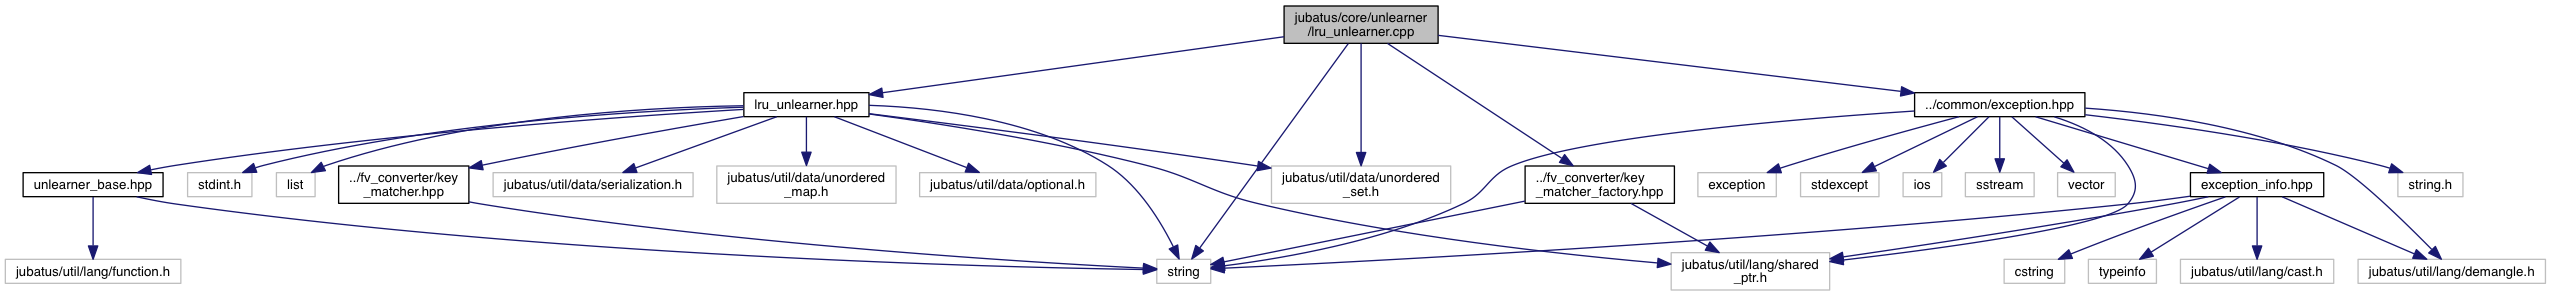 jubatus/core/unlearner
/lru_unlearner.cpp
lru_unlearner.hpp
../common/exception.hpp
unlearner_base.hpp
stdint.h
list
../fv_converter/key
_matcher.hpp
jubatus/util/data/serialization.h
jubatus/util/data/unordered
_map.h
jubatus/util/data/optional.h
jubatus/util/data/unordered
_set.h
../fv_converter/key
_matcher_factory.hpp
exception
stdexcept
ios
sstream
vector
exception_info.hpp
string.h
jubatus/util/lang/function.h
string
jubatus/util/lang/shared
_ptr.h
cstring
typeinfo
jubatus/util/lang/cast.h
jubatus/util/lang/demangle.h